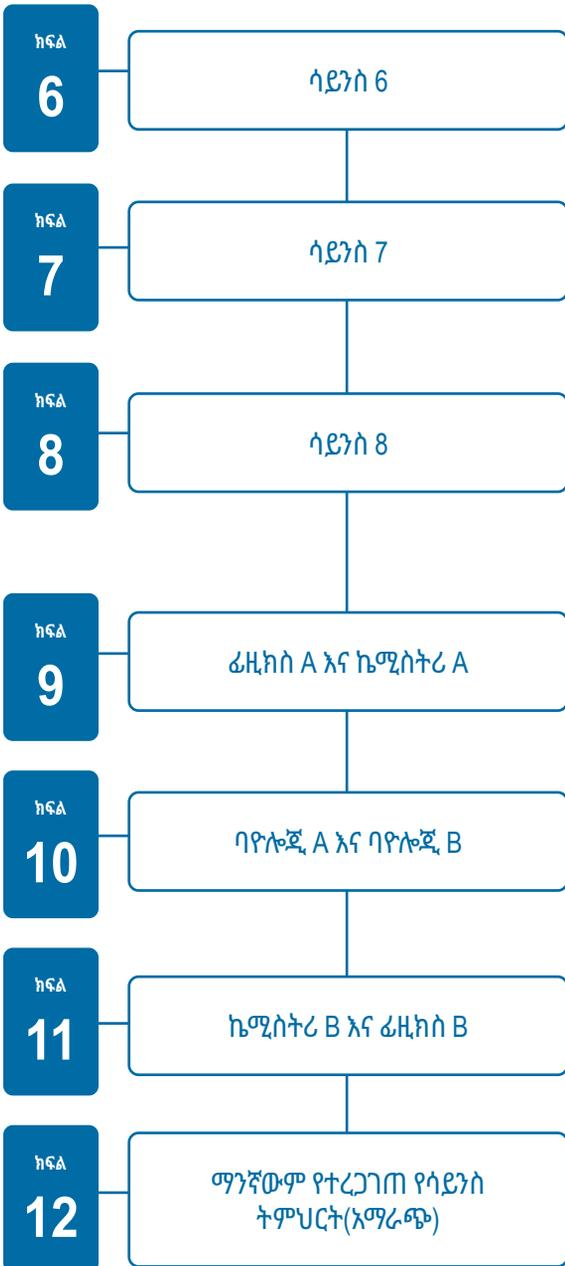 ክፍል
6
ሳይንስ 6
ክፍል
7
ሳይንስ 7
ክፍል
8
ሳይንስ 8
ክፍል
9
ፊዚክስ A እና ኬሚስትሪ A
ክፍል
10
ባዮሎጂ A እና ባዮሎጂ B
ክፍል
11
ኬሚስትሪ B እና ፊዚክስ B
ክፍል
12
ማንኛውም የተረጋገጠ የሳይንስ
ትምህርት(አማራጭ)